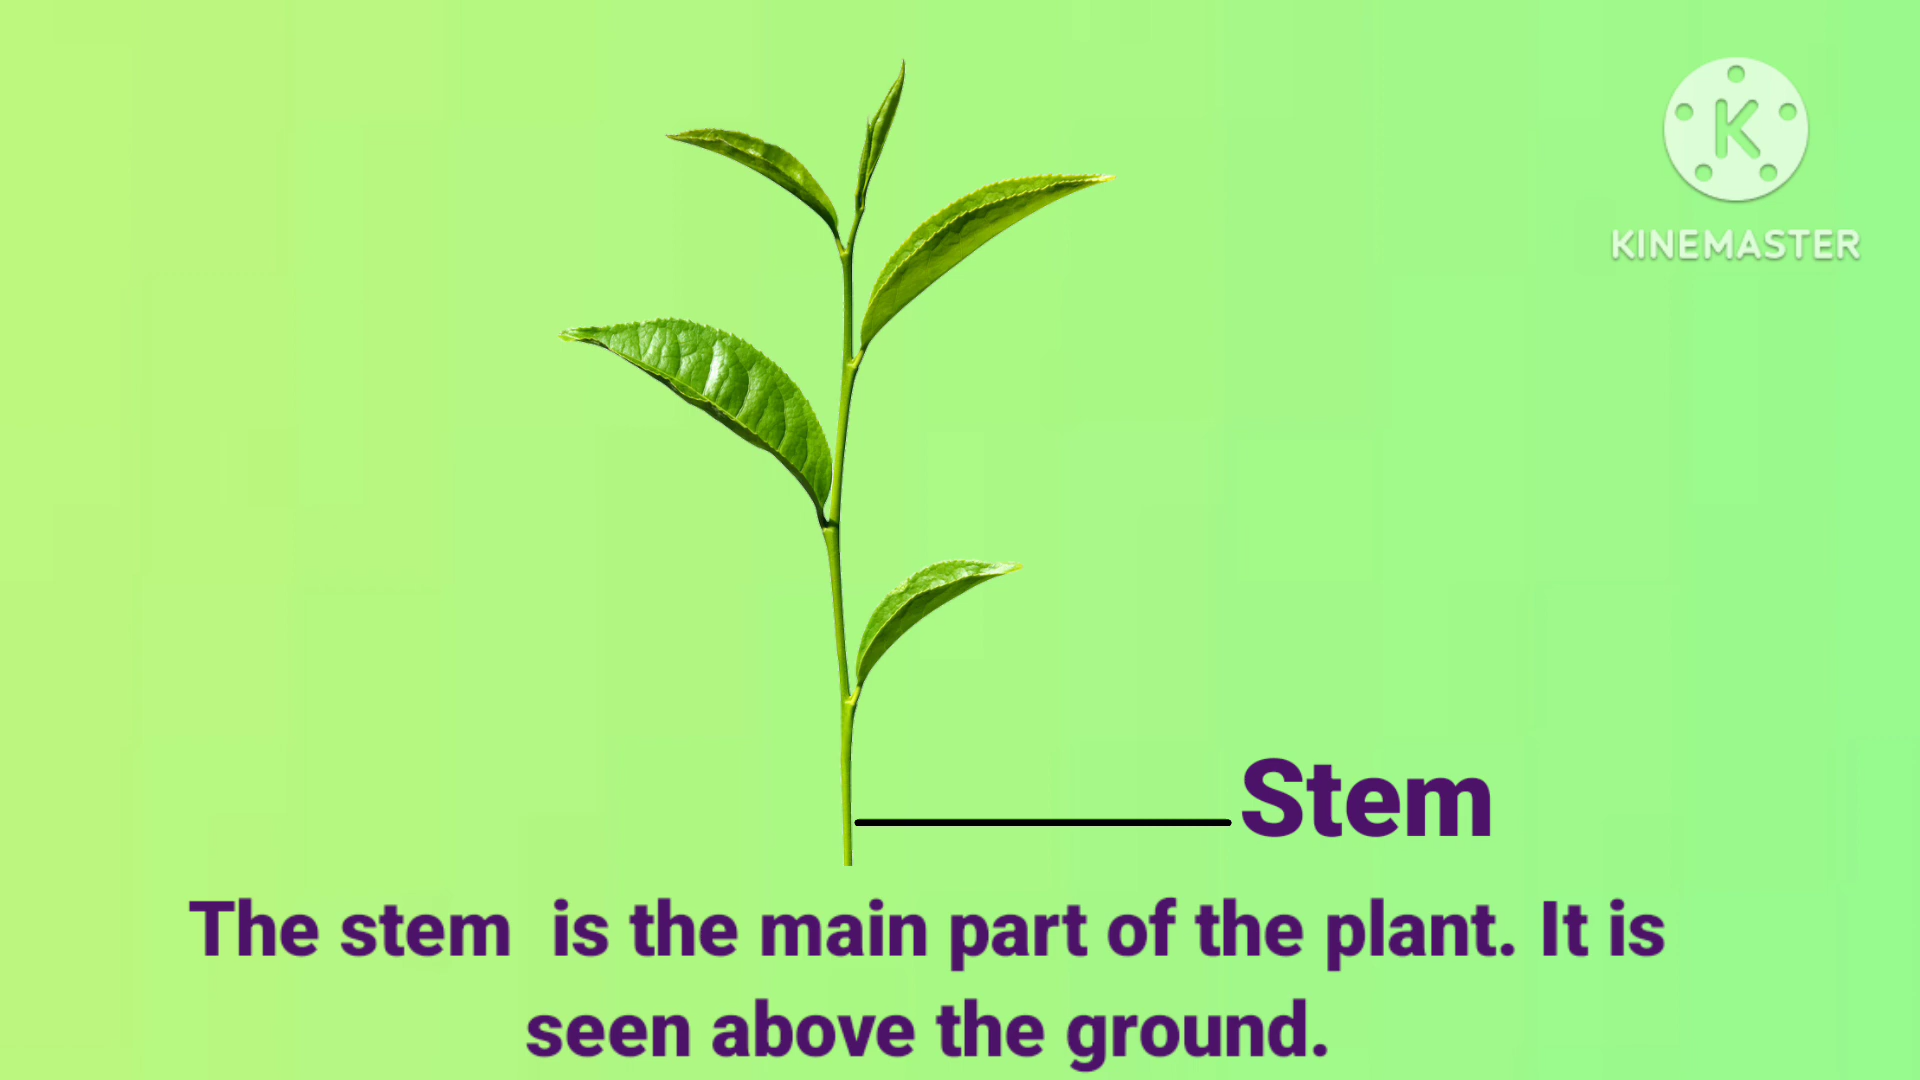 K
KINEMASTER
Stem
The stem  is the main part of the plant. It is
seen above the ground.